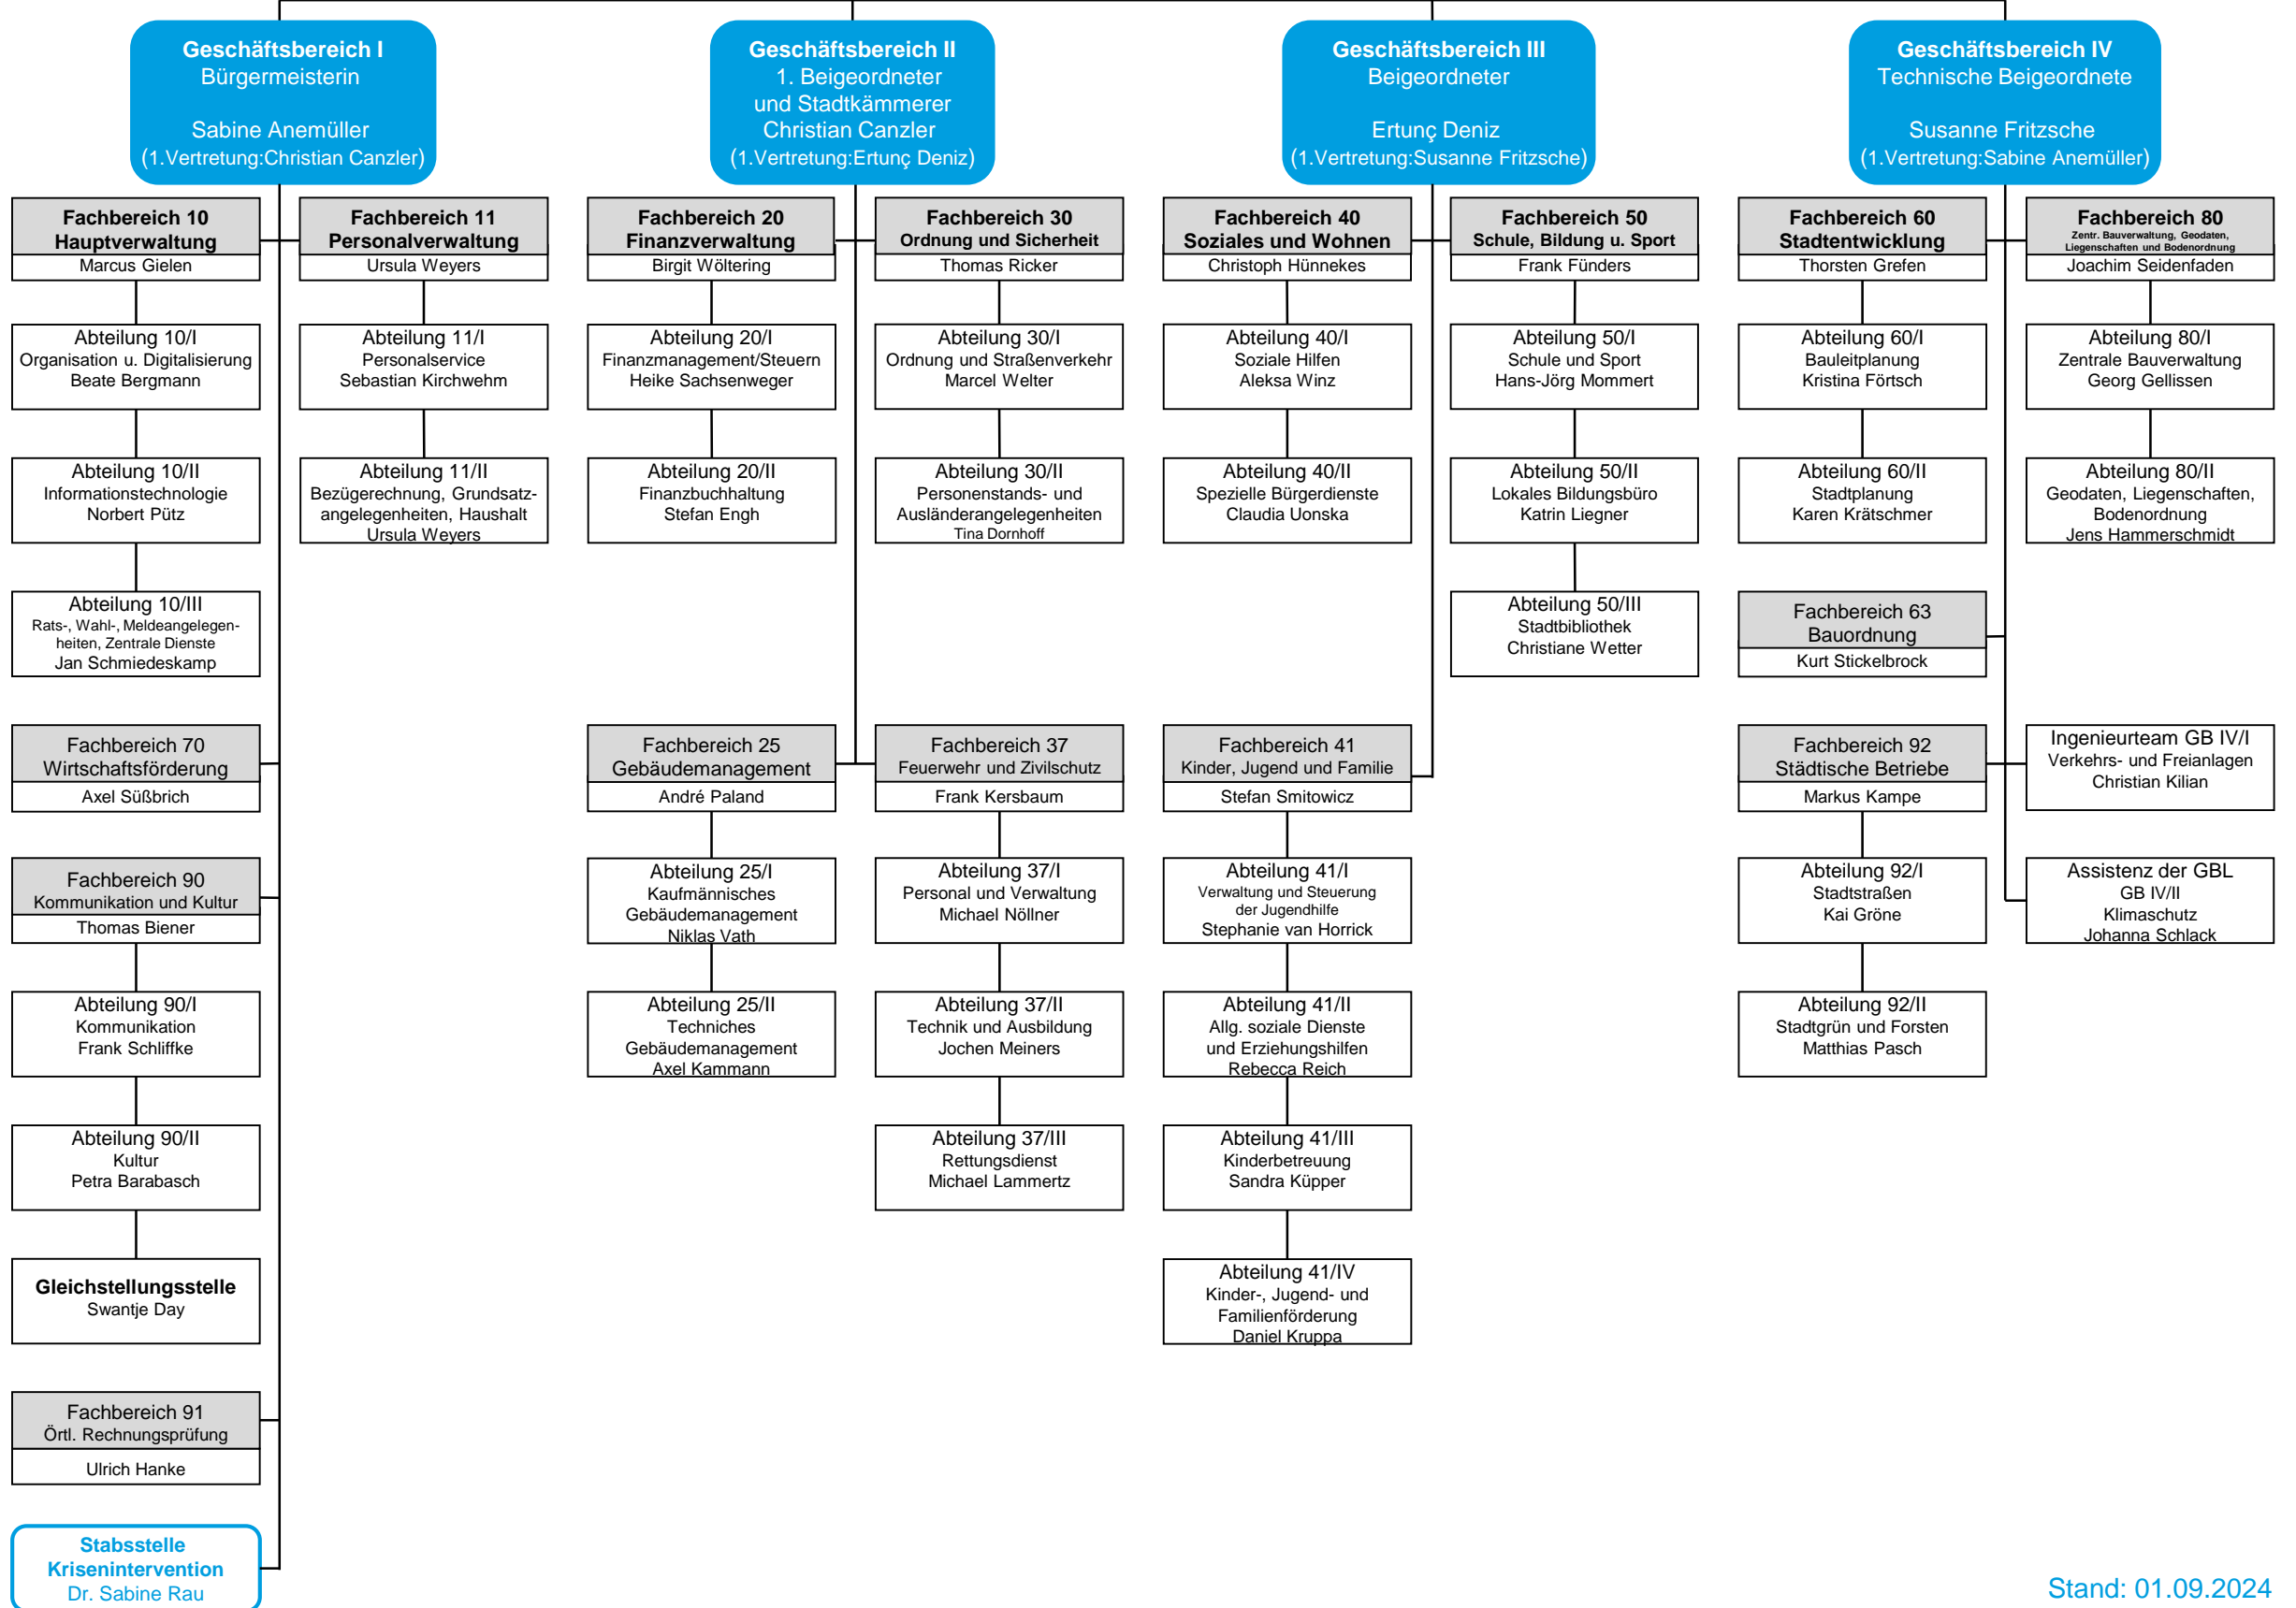 Geschäftsbereich I
Bürgermeisterin
Sabine Anemüller
(1.Vertretung:Christian Canzler)
Geschäftsbereich II
1. Beigeordneter
und Stadtkämmerer
Christian Canzler
(1.Vertretung:Ertunç Deniz)
Geschäftsbereich III
Beigeordneter
Ertunç Deniz
(1.Vertretung:Susanne Fritzsche)
Geschäftsbereich IV
Technische Beigeordnete
Susanne Fritzsche
(1.Vertretung:Sabine Anemüller)
Fachbereich 10
Hauptverwaltung
Marcus Gielen
Fachbereich 11
Personalverwaltung
Ursula Weyers
Fachbereich 20
Finanzverwaltung
Birgit Wöltering
Fachbereich 30
Ordnung und Sicherheit
Thomas Ricker
Fachbereich 40
Soziales und Wohnen
Christoph Hünnekes
Fachbereich 50
Schule, Bildung u. Sport
Frank Fünders
Fachbereich 60
Stadtentwicklung
Thorsten Grefen
Fachbereich 80
Zentr. Bauverwaltung, Geodaten,
Liegenschaften und Bodenordnung
Joachim Seidenfaden
Abteilung 10/I
Organisation u. Digitalisierung
Beate Bergmann
Abteilung 11/I
Personalservice
Sebastian Kirchwehm
Abteilung 20/I
Finanzmanagement/Steuern
Heike Sachsenweger
Abteilung 30/I
Ordnung und Straßenverkehr
Marcel Welter
Abteilung 40/I
Soziale Hilfen
Aleksa Winz
Abteilung 50/I
Schule und Sport
Hans-Jörg Mommert
Abteilung 60/I
Bauleitplanung
Kristina Förtsch
Abteilung 80/I
Zentrale Bauverwaltung
Georg Gellissen
Abteilung 10/II
Informationstechnologie
Norbert Pütz
Abteilung 11/II
Bezügerechnung, Grundsatz-
angelegenheiten, Haushalt
Ursula Weyers
Abteilung 20/II
Finanzbuchhaltung
Stefan Engh
Abteilung 30/II
Personenstands- und
Ausländerangelegenheiten
Tina Dornhoff
Abteilung 40/II
Spezielle Bürgerdienste
Claudia Uonska
Abteilung 50/II
Lokales Bildungsbüro
Katrin Liegner
Abteilung 60/II
Stadtplanung
Karen Krätschmer
Abteilung 80/II
Geodaten, Liegenschaften,
Bodenordnung
Jens Hammerschmidt
Abteilung 10/III
Rats-, Wahl-, Meldeangelegen-
heiten, Zentrale Dienste
Jan Schmiedeskamp
Abteilung 50/III
Stadtbibliothek
Christiane Wetter
Fachbereich 63
Bauordnung
Kurt Stickelbrock
Fachbereich 70
Wirtschaftsförderung
Axel Süßbrich
Fachbereich 25
Gebäudemanagement
André Paland
Fachbereich 37
Feuerwehr und Zivilschutz
Frank Kersbaum
Fachbereich 41
Kinder, Jugend und Familie
Stefan Smitowicz
Fachbereich 92
Städtische Betriebe
Markus Kampe
Ingenieurteam GB IV/I
Verkehrs- und Freianlagen
Christian Kilian
Fachbereich 90
Kommunikation und Kultur
Thomas Biener
Abteilung 25/I
Kaufmännisches
Gebäudemanagement
Niklas Vath
Abteilung 37/I
Personal und Verwaltung
Michael Nöllner
Abteilung 41/I
Verwaltung und Steuerung
der Jugendhilfe
Stephanie van Horrick
Abteilung 92/I
Stadtstraßen
Kai Gröne
Assistenz der GBL
GB IV/II
Klimaschutz
Johanna Schlack
Abteilung 90/I
Kommunikation
Frank Schliffke
Abteilung 25/II
Techniches
Gebäudemanagement
Axel Kammann
Abteilung 37/II
Technik und Ausbildung
Jochen Meiners
Abteilung 41/II
Allg. soziale Dienste
und Erziehungshilfen
Rebecca Reich
Abteilung 92/II
Stadtgrün und Forsten
Matthias Pasch
Abteilung 90/II
Kultur
Petra Barabasch
Abteilung 37/III
Rettungsdienst
Michael Lammertz
Abteilung 41/III
Kinderbetreuung
Sandra Küpper
Gleichstellungsstelle
Swantje Day
Abteilung 41/IV
Kinder-, Jugend- und
Familienförderung
Daniel Kruppa
Fachbereich 91
Örtl. Rechnungsprüfung
Ulrich Hanke
Stabsstelle
Krisenintervention
Dr. Sabine Rau
Stand: 01.09.2024